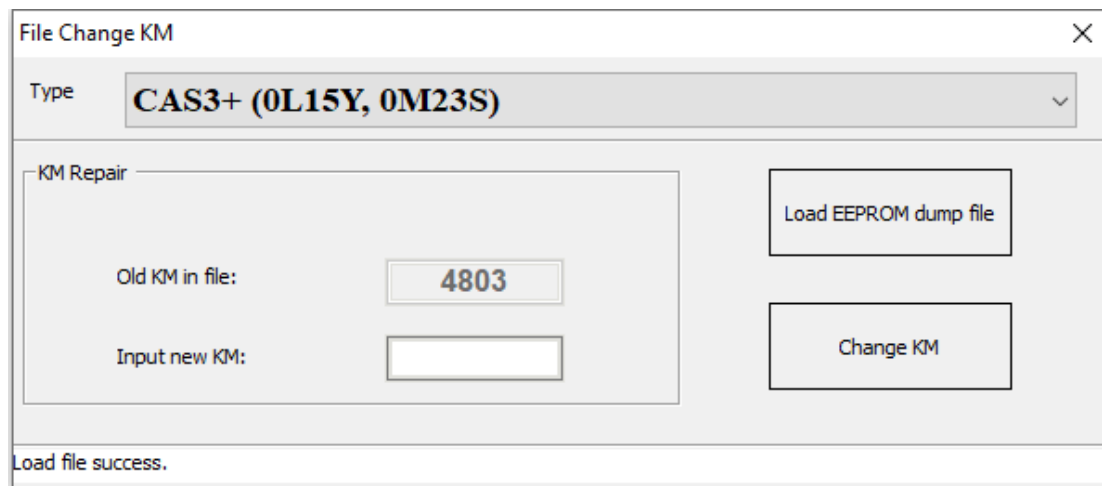 File Change KM
Type
CAS3+ (0L15Y, 0M23S)
KM Repair
Load EEPROM dump file
Old KM in file:
4803
Input new KM:
Change KM
Load file success.